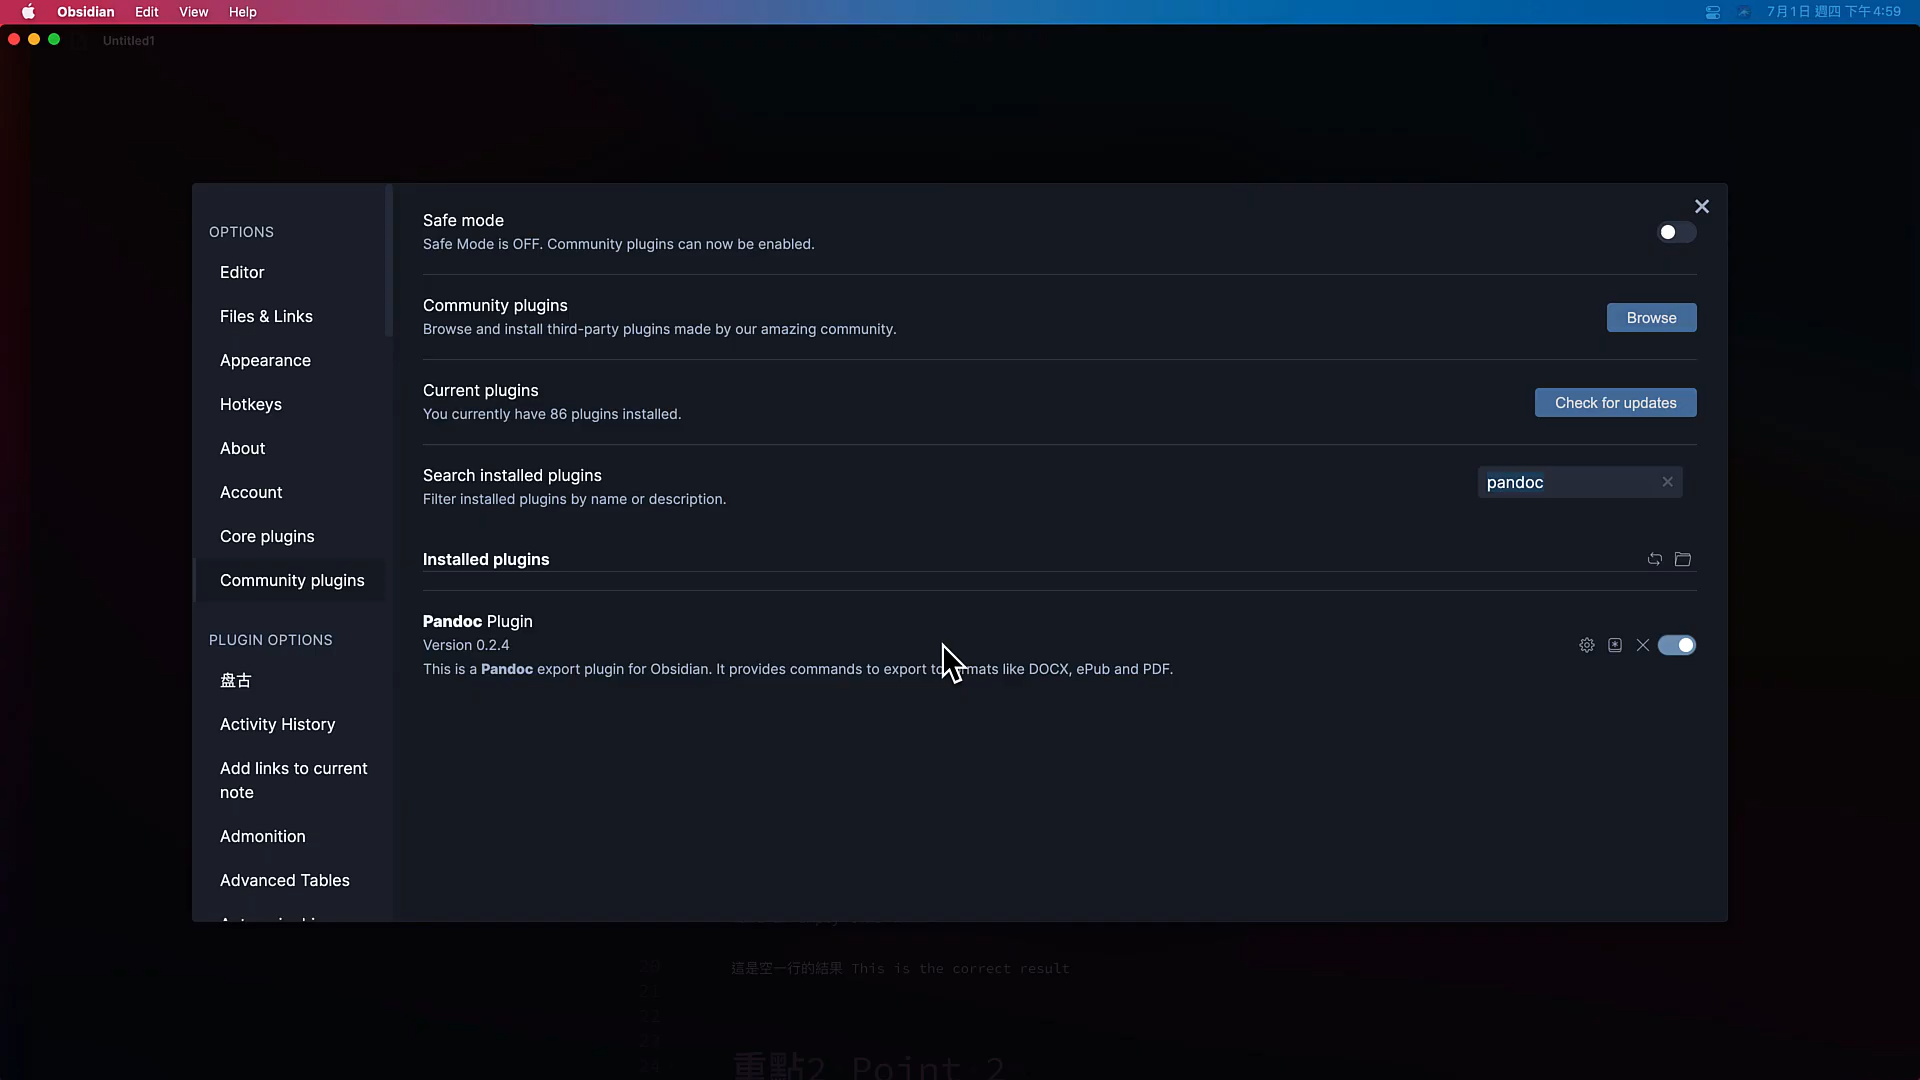 Obsidian Edit View Help
7月1日 週四 下午4:59
Untitled1
OPTIONS
Editor
Files & Links
Appearance
Hotkeys
About
Account
Core plugins
Community plugins
PLUGIN OPTIONS
盘古
Activity History
Add links to current
note
Admonition
Advanced Tables
Safe mode
Safe Mode is OFF. Community plugins can now be enabled.
Community plugins
Browse and install third-party plugins made by our amazing community.
Browse
Current plugins
You currently have 86 plugins installed.
Check for updates
Search installed plugins
Filter installed plugins by name or description.
pandoc
Installed plugins
Pandoc Plugin
Version 0.2.4
This is a Pandoc export plugin for Obsidian. It provides commands to export to formats like DOCX, ePub and PDF.
20 這是空一行的結果 This is the correct result
21
22
23
24 重點2 Point 2